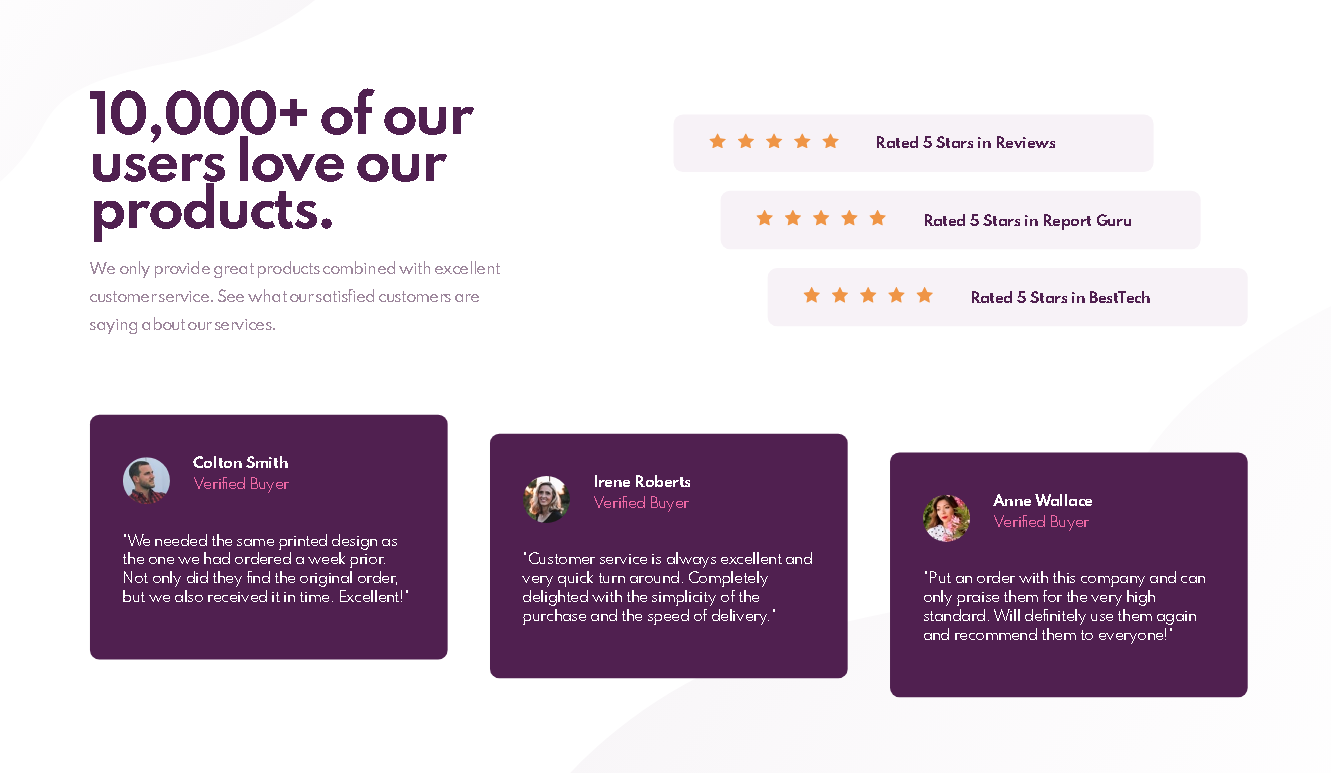 10,000+ of our
users love our
products.
We only provide great products combined with excellent
customer service. See what our satisfied customers are
saying about our services.
Rated 5 Stars in Reviews
Rated 5 Stars in Report Guru
Rated 5 Stars in BestTech
Colton Smith
Verified Buyer
"We needed the same printed design as
the one we had ordered a week prior.
Not only did they find the original order,
but we also received it in time. Excellent!"
Irene Roberts
Verified Buyer
"Customer service is always excellent and
very quick turn around. Completely
delighted with the simplicity of the
purchase and the speed of delivery."
Anne Wallace
Verified Buyer
"Put an order with this company and can
only praise them for the very high
standard. Will definitely use them again
and recommend them to everyone!"